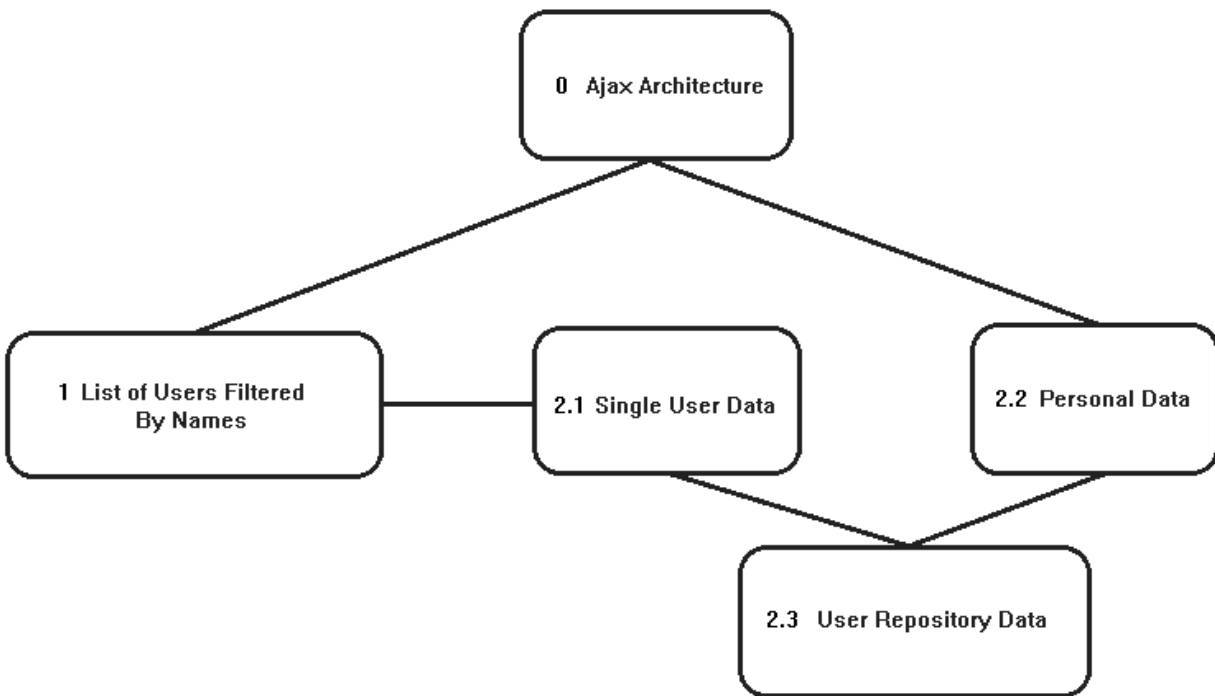 0 Ajax Architecture
1 List of Users Filtered
By Names
2.1 Single User Data
2.2 Personal Data
2.3 User Repository Data